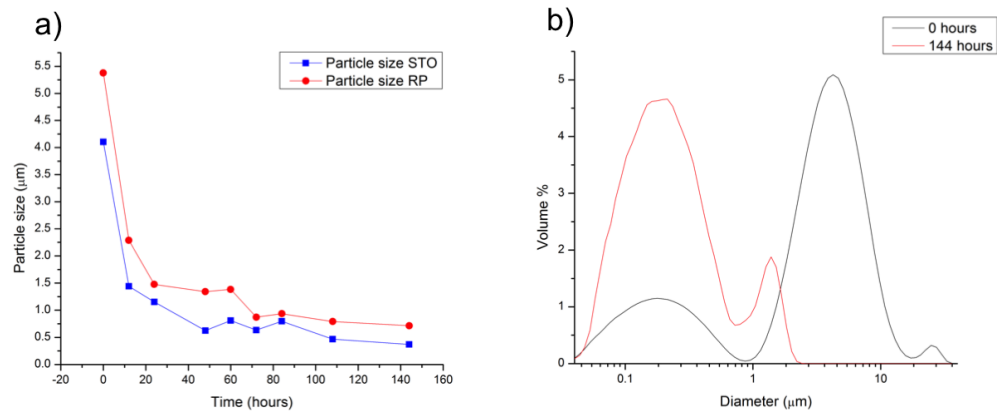 a)
Particle size STO
Particle size RP
Particle size (μm)
5.5
5.0
4.5
4.0
3.5
3.0
2.5
2.0
1.5
1.0
0.5
0.0
-20 0 20 40 60 80 100 120 140 160
Time (hours)
b)
0 hours
144 hours
Volume %
5
4
3
2
1
0
0.1 1 10
Diameter (μm)